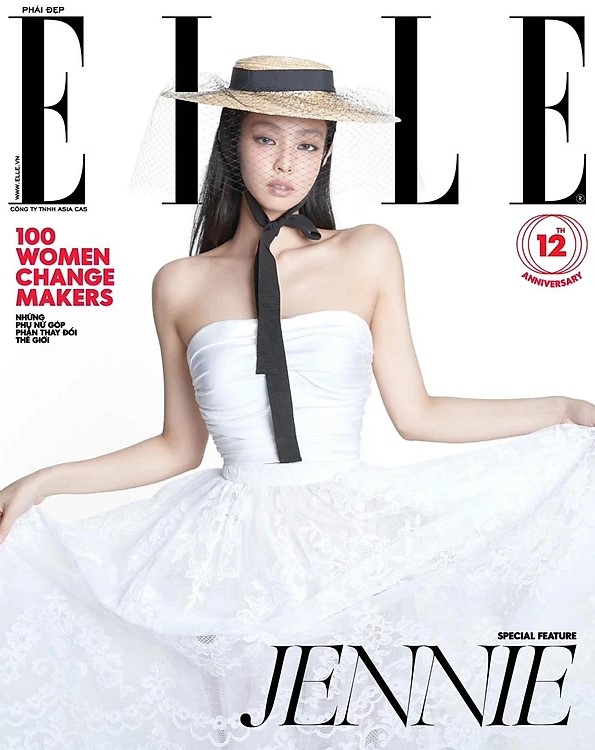 PHÁI ĐẸP
ELLE
WWW.ELLE.VN
CÔNG TY TNHH ASIA CAS
®
100
WOMEN
CHANGE
MAKERS
NHỮNG
PHỤ NỮ GÓP
PHẦN THAY ĐỔI
THẾ GIỚI
12TH
ANNIVERSARY
SPECIAL FEATURE
JENNIE